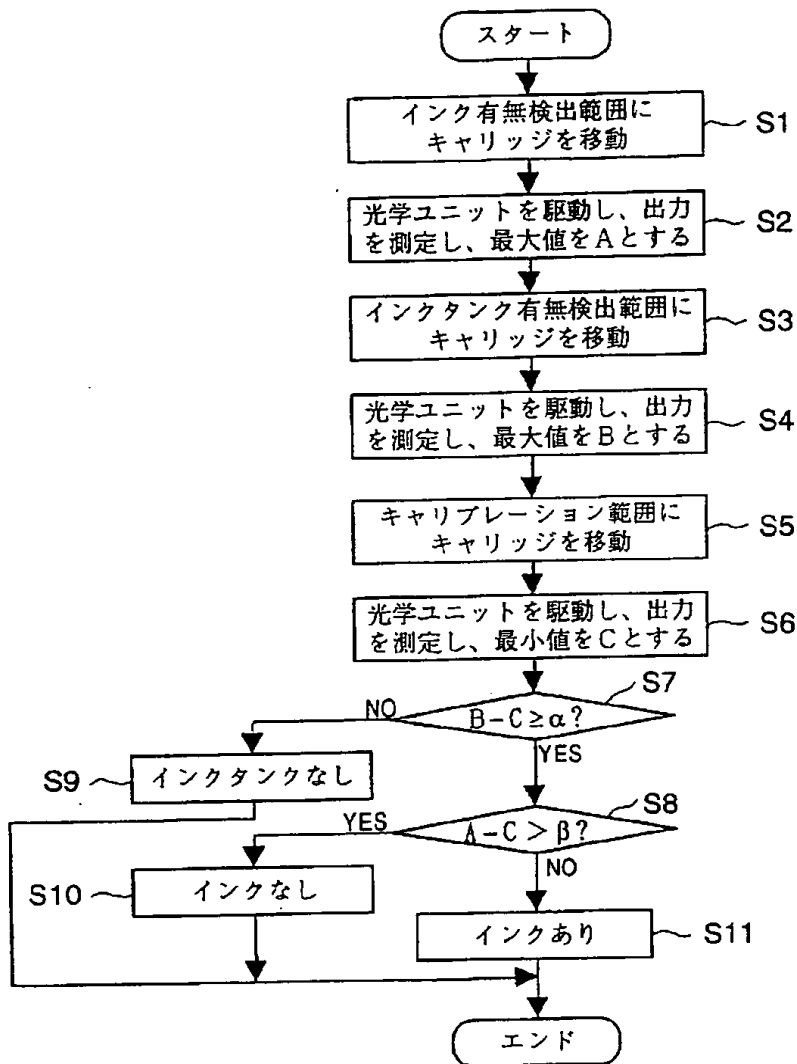 スタート
インク有無検出範囲に
キャリッジを移動
S1
光学ユニットを駆動し、出力
を測定し、最大値をAとする
S2
インクタンク有無検出範囲に
キャリッジを移動
S3
光学ユニットを駆動し、出力
を測定し、最大値をBとする
S4
キャリブレーション範囲に
キャリッジを移動
S5
光学ユニットを駆動し、出力
を測定し、最小値をCとする
S6
S7
B-C≥α?
NO
YES
S9
インクタンクなし
S8
A-C>β?
YES
NO
S10
インクなし
インクあり
S11
エンド